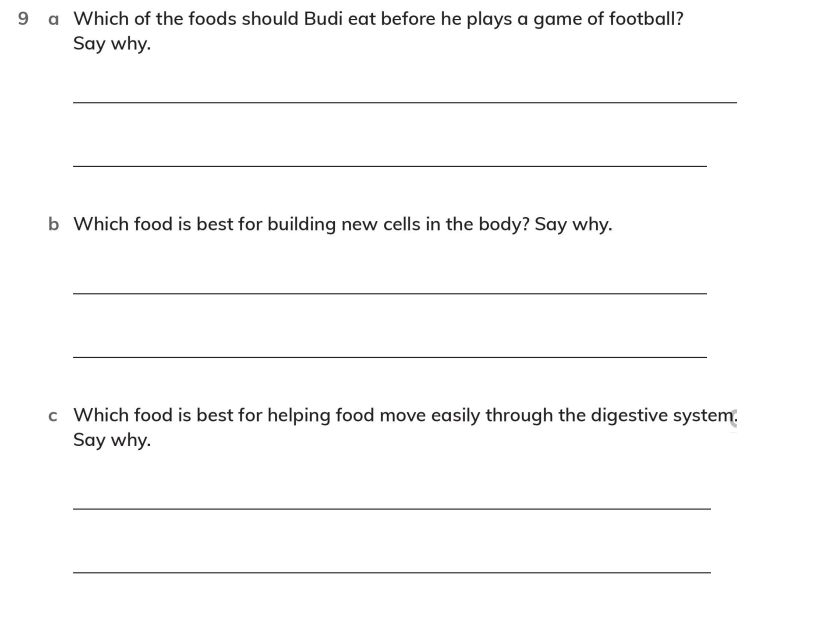 9 a Which of the foods should Budi eat before he plays a game of football?
Say why.
b Which food is best for building new cells in the body? Say why.
c Which food is best for helping food move easily through the digestive system.
Say why.